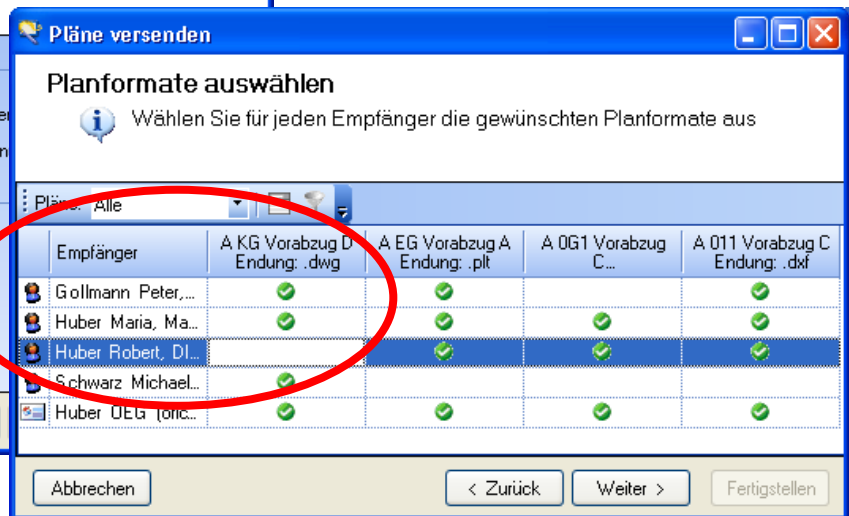 Pläne versenden
Planformate auswählen
Wählen Sie für jeden Empfänger die gewünschten Planformate aus
Pläne: Alle
Empfänger
A KG Vorabzug D
Endung: .dwg
A EG Vorabzug A
Endung: .plt
A 0G1 Vorabzug
C...
A 011 Vorabzug C
Endung: .dxf
Gollmann Peter,...
Huber Maria, Ma...
Huber Robert, DI...
Schwarz Michael...
Huber OEG (oric...
Abbrechen
< Zurück
Weiter >
Fertigstellen